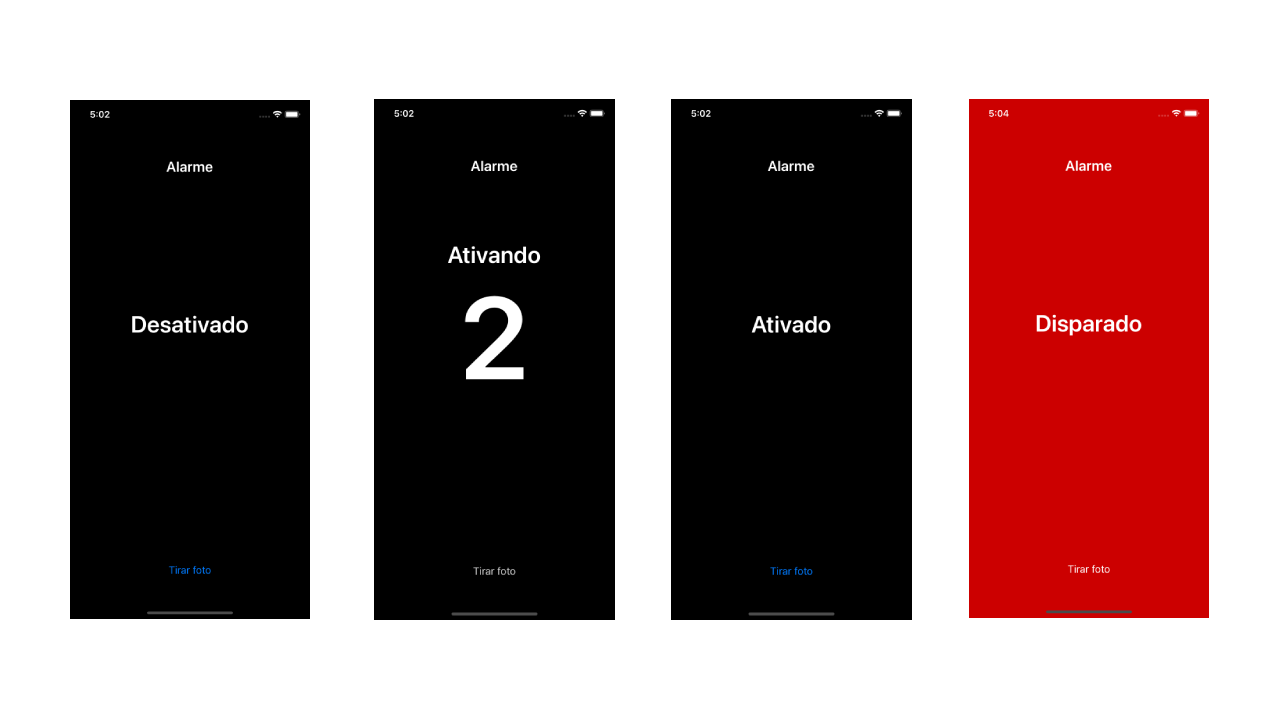 5:02
Alarme
Desativado
Tirar foto
5:02
Alarme
Ativando
2
Tirar foto
5:02
Alarme
Ativado
Tirar foto
5:04
Alarme
Disparado
Tirar foto